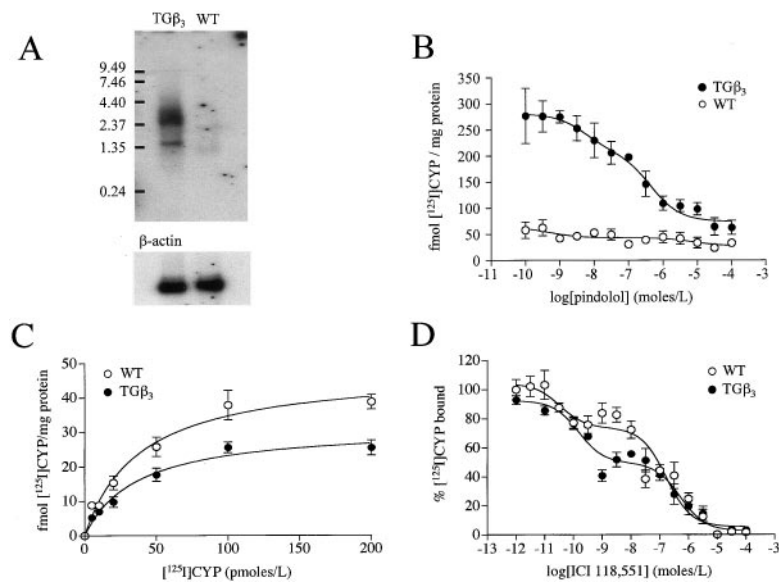 A
TGβ₃ WT
9.49
7.46
4.40
2.37
1.35
0.24
β-actin
B
fmol [¹²⁵I]CYP / mg protein
350
300
250
200
150
100
50
0
TGβ₃
WT
-11 -10 -9 -8 -7 -6 -5 -4 -3
log[pindolol] (moles/L)
C
fmol [¹²⁵I]CYP/mg protein
50
40
30
20
10
0
WT
TGβ₃
0 50 100 150 200
[¹²⁵I]CYP (pmoles/L)
D
% [¹²⁵I]CYP bound
120
100
80
60
40
20
0
WT
TGβ₃
-13 -12 -11 -10 -9 -8 -7 -6 -5 -4 -3
log[ICI 118,551] (moles/L)